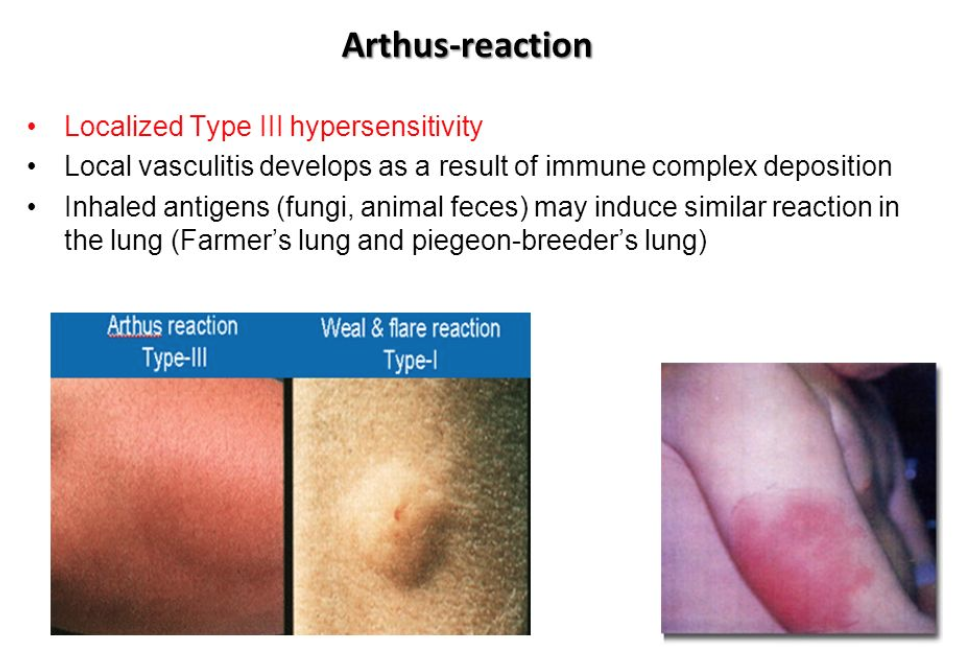 Arthus-reaction
• Localized Type III hypersensitivity
• Local vasculitis develops as a result of immune complex deposition
• Inhaled antigens (fungi, animal feces) may induce similar reaction in
the lung (Farmer's lung and piegeon-breeder's lung)
Arthus reaction
Type-III
Weal & flare reaction
Type-I